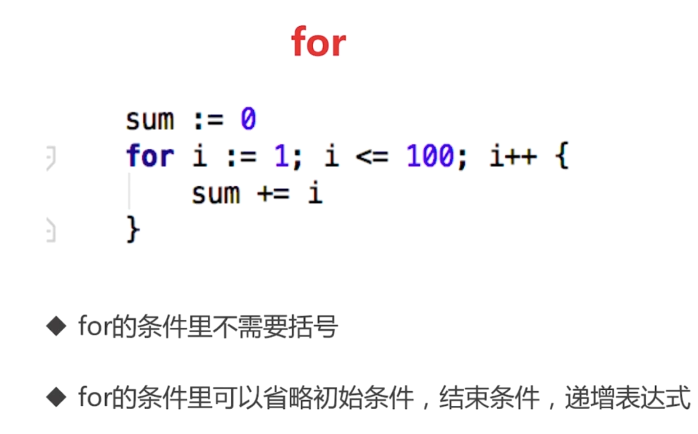 for
sum := 0
for i := 1; i <= 100; i++ {
sum += i
}
◆ for的条件里不需要括号
◆ for的条件里可以省略初始条件，结束条件，递增表达式